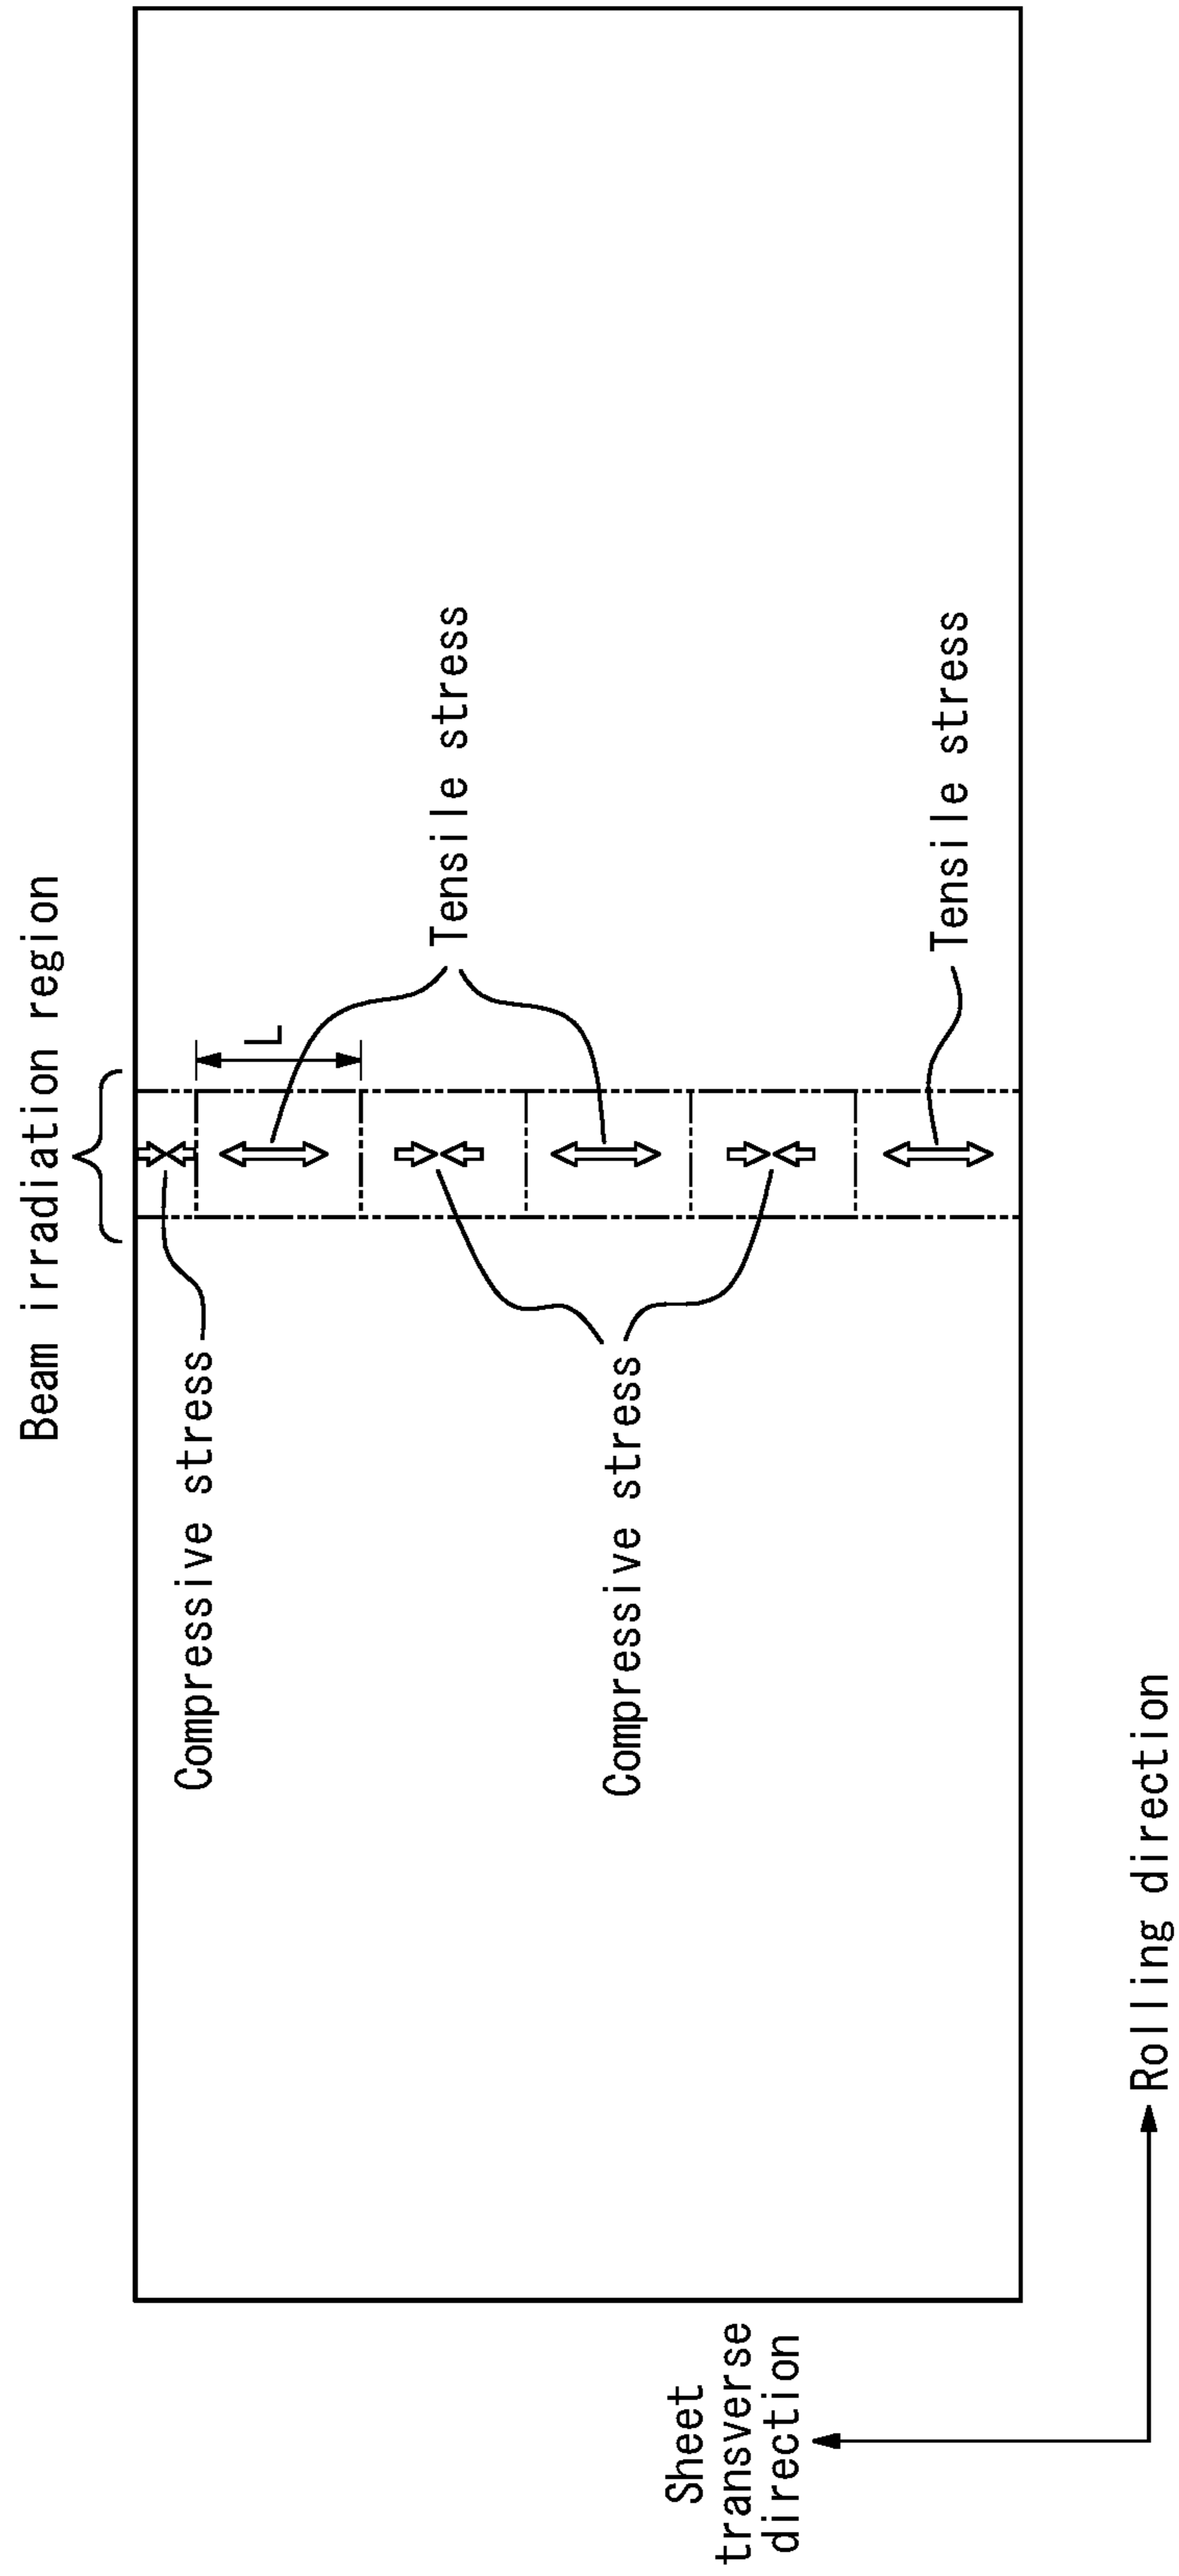 Beam irradiation region
Compressive stress
L
Tensile stress
Compressive stress
Tensile stress
Sheet
transverse
direction
Rolling direction